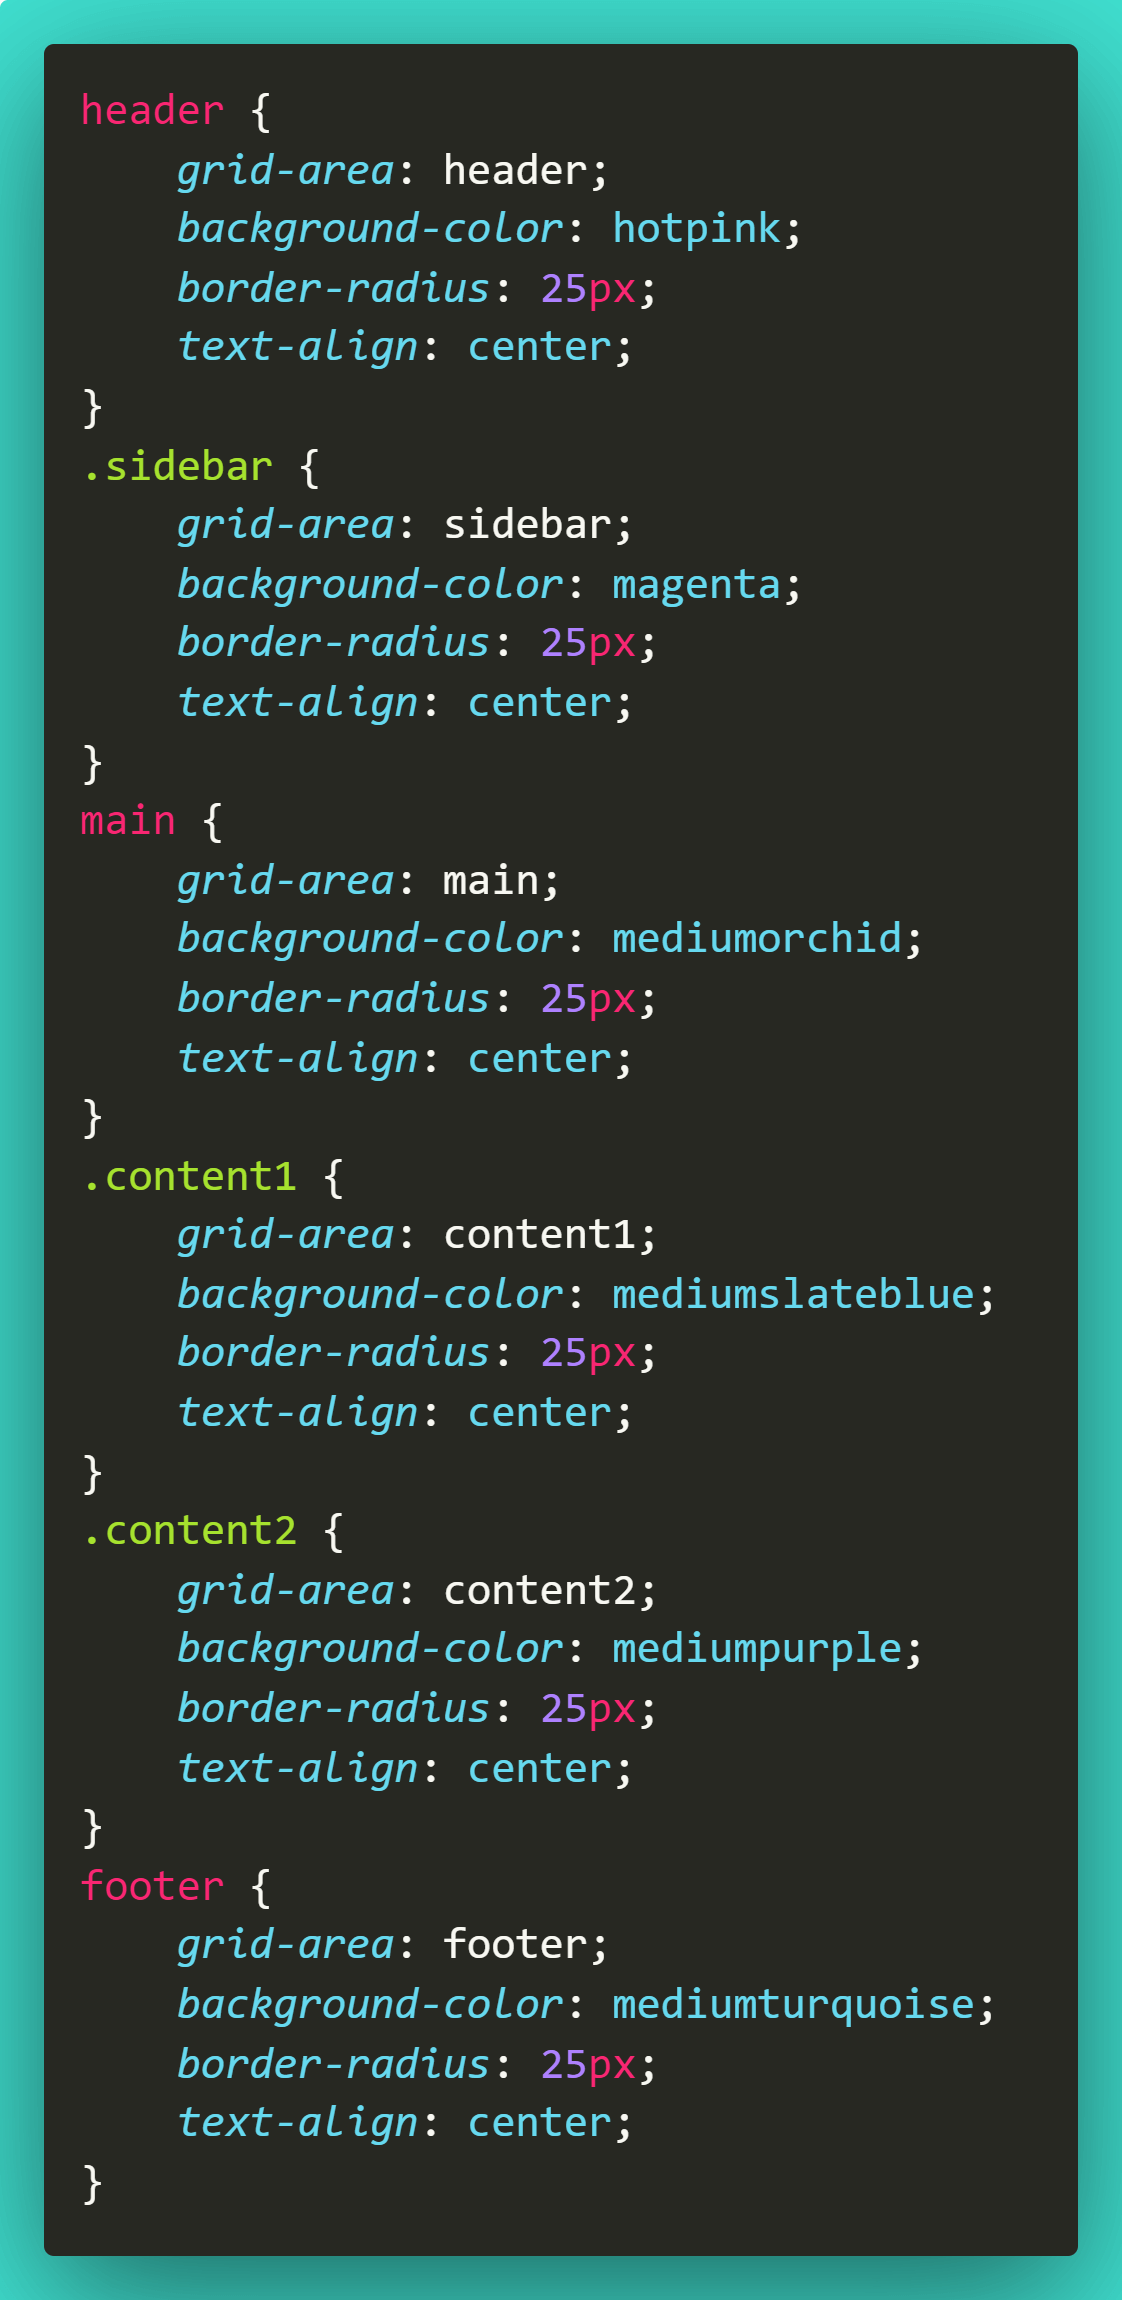 header {
    grid-area: header;
    background-color: hotpink;
    border-radius: 25px;
    text-align: center;
}
.sidebar {
    grid-area: sidebar;
    background-color: magenta;
    border-radius: 25px;
    text-align: center;
}
main {
    grid-area: main;
    background-color: mediumorchid;
    border-radius: 25px;
    text-align: center;
}
.content1 {
    grid-area: content1;
    background-color: mediumslateblue;
    border-radius: 25px;
    text-align: center;
}
.content2 {
    grid-area: content2;
    background-color: mediumpurple;
    border-radius: 25px;
    text-align: center;
}
footer {
    grid-area: footer;
    background-color: mediumturquoise;
    border-radius: 25px;
    text-align: center;
}